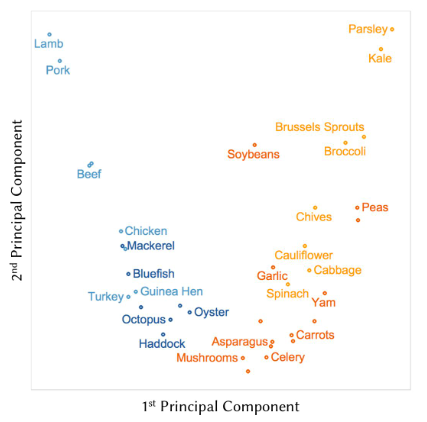 Parsley
Lamb
Kale
Pork
Brussels Sprouts
Soybeans
Broccoli
Beef
Peas
Chives
Chicken
Mackerel
Cauliflower
Bluefish
Garlic
Cabbage
Turkey
Guinea Hen
Spinach
Yam
Octopus
Oyster
Haddock
Asparagus
Carrots
Mushrooms
Celery
2nd Principal Component
1st Principal Component